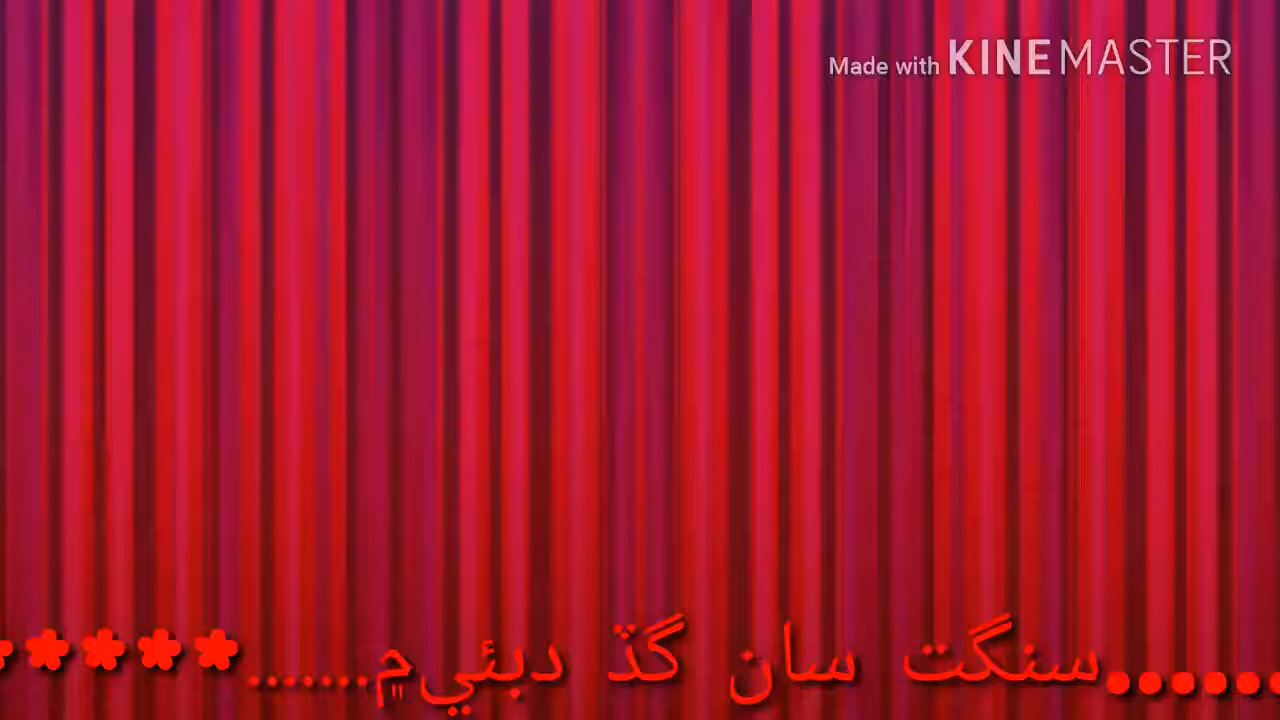 Made with KINEMASTER
......سنگت سان گڏ دبئي۾.......*****